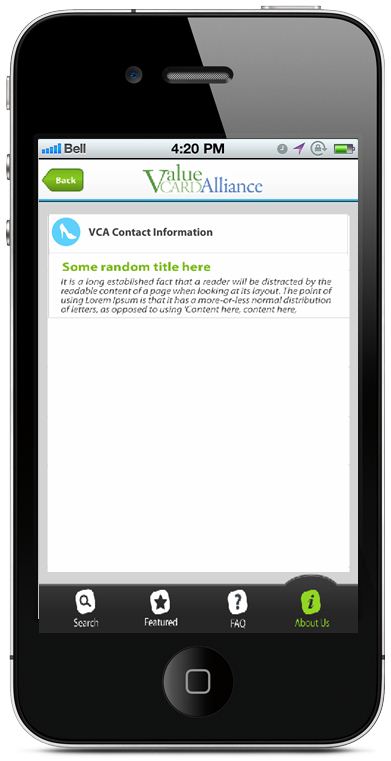 Bell 4:20 PM
Back
Value
CARD Alliance
VCA Contact Information
Some random title here
It is a long established fact that a reader will be distracted by the
readable content of a page when looking at its layout. The point of
using Lorem Ipsum is that it has a more-or-less normal distribution
of letters, as opposed to using 'Content here, content here,
Search Featured FAQ About Us